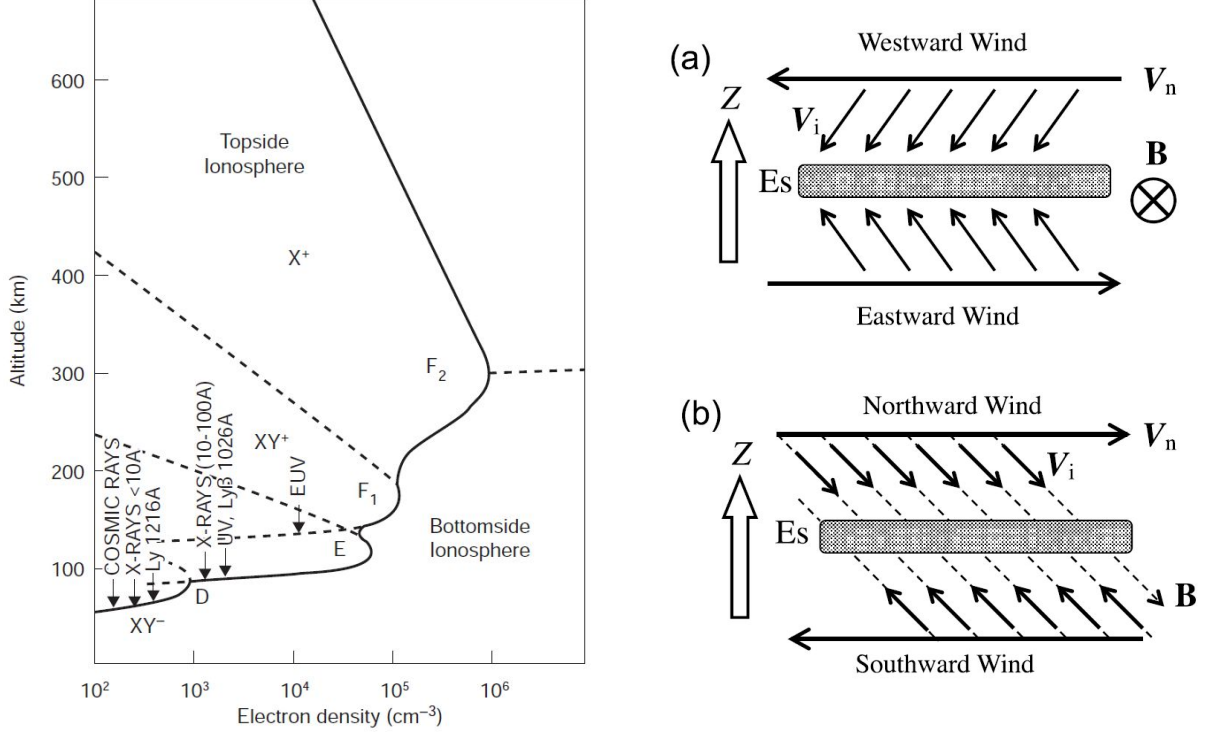 600
500
400
300
200
100
Altitude (km)
Topside
Ionosphere
X⁺
F₂
XY⁺
F₁
E
D
XY⁻
Bottomside
Ionosphere
COSMIC RAYS
X-RAYS <10A
Ly 1216A
X-RAYS (10-100A)
UV, Lyß 1026A
EUV
10² 10³ 10⁴ 10⁵ 10⁶
Electron density (cm⁻³)
(a)
Westward Wind
Vₙ
Z
Vᵢ
B
Es
Eastward Wind
(b)
Northward Wind
Vₙ
Z
Vᵢ
Es
B
Southward Wind